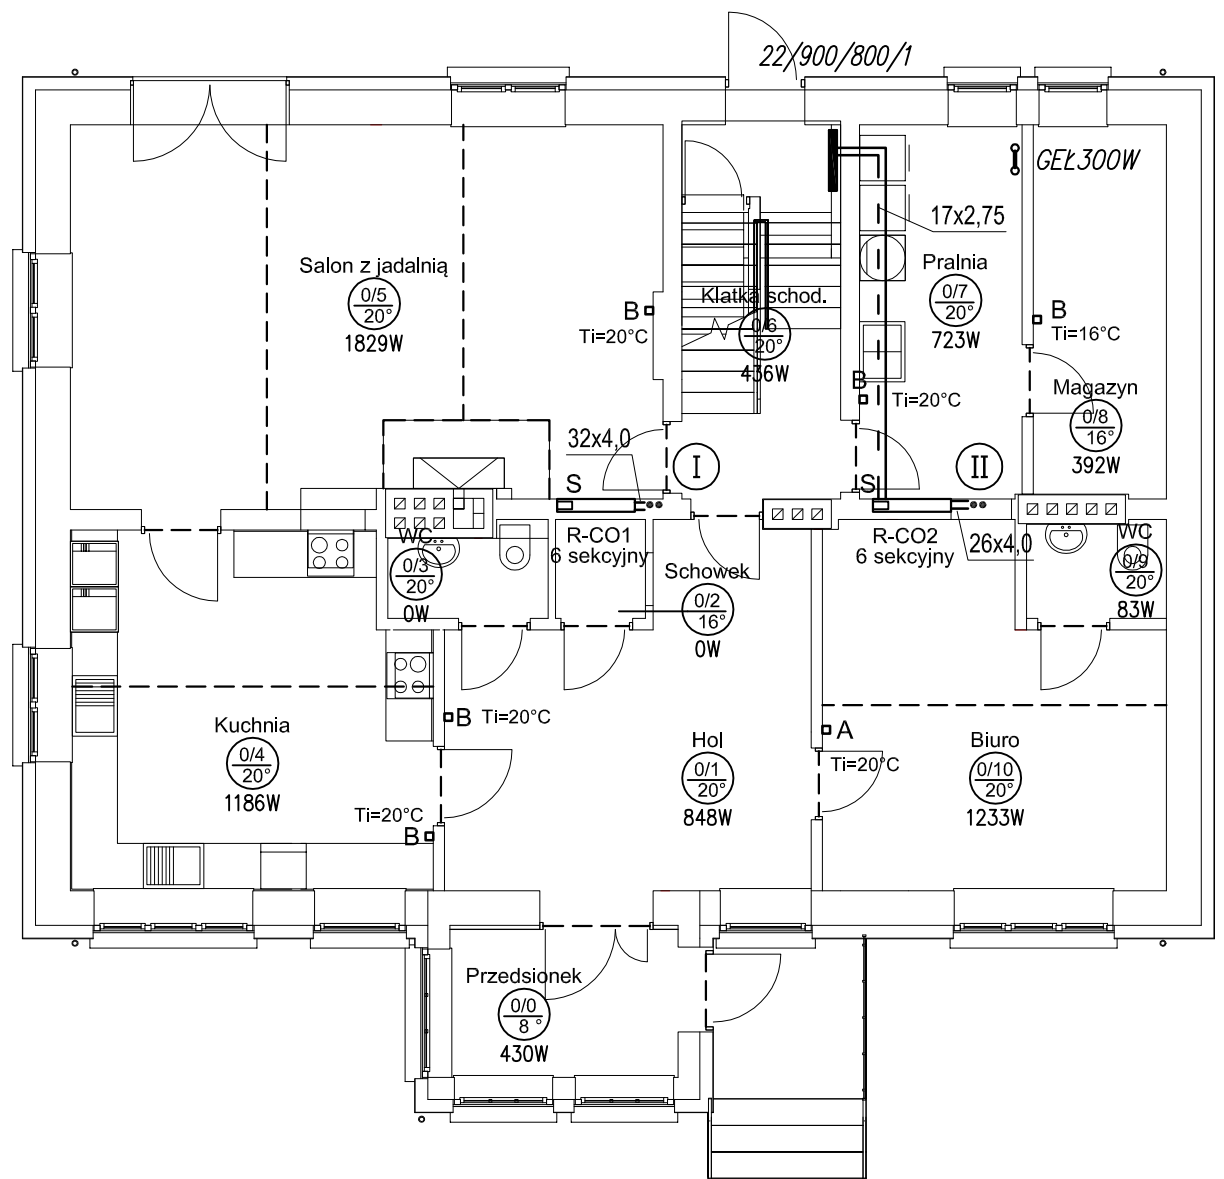 22/900/800/1
GEŁ300W
17x2,75
Salon z jadalnią
0/5
20°
1829W
B
Ti=20°C
Klatka schod.
0/6
20°
436W
Pralnia
0/7
20°
723W
B
Ti=16°C
B
Ti=20°C
Magazyn
0/8
16°
392W
32x4,0
I
II
S
S
WC
0/3
20°
0W
R-CO1
6 sekcyjny
R-CO2
6 sekcyjny
26x4,0
WC
0/9
20°
83W
Schowek
0/2
16°
0W
B
Ti=20°C
Kuchnia
0/4
20°
1186W
Ti=20°C
B
Hol
0/1
20°
848W
A
Ti=20°C
Biuro
0/10
20°
1233W
Przedsionek
0/0
8°
430W